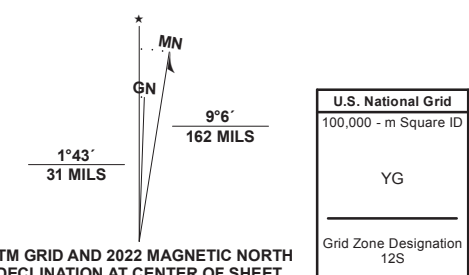 ★
MN
GN
9°6´
162 MILS
1°43´
31 MILS
TM GRID AND 2022 MAGNETIC NORTH
DECLINATION AT CENTER OF SHEET
U.S. National Grid
100,000 - m Square ID
YG
Grid Zone Designation
12S